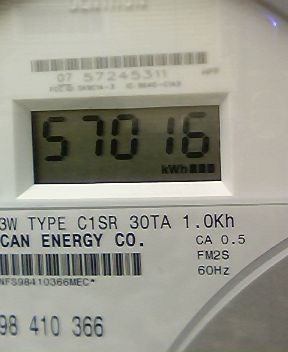 07 57245311
57016
kWh
3W TYPE C1SR 30TA 1.0Kh
CAN ENERGY CO.
CA 0.5
FM2S
60Hz
NFS98410366MEC*
98 410 366